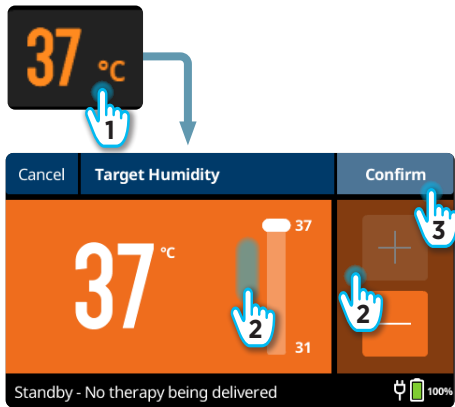 37 °C
1
Cancel Target Humidity Confirm
3
37 °C
37
2
2
31
Standby - No therapy being delivered 100%